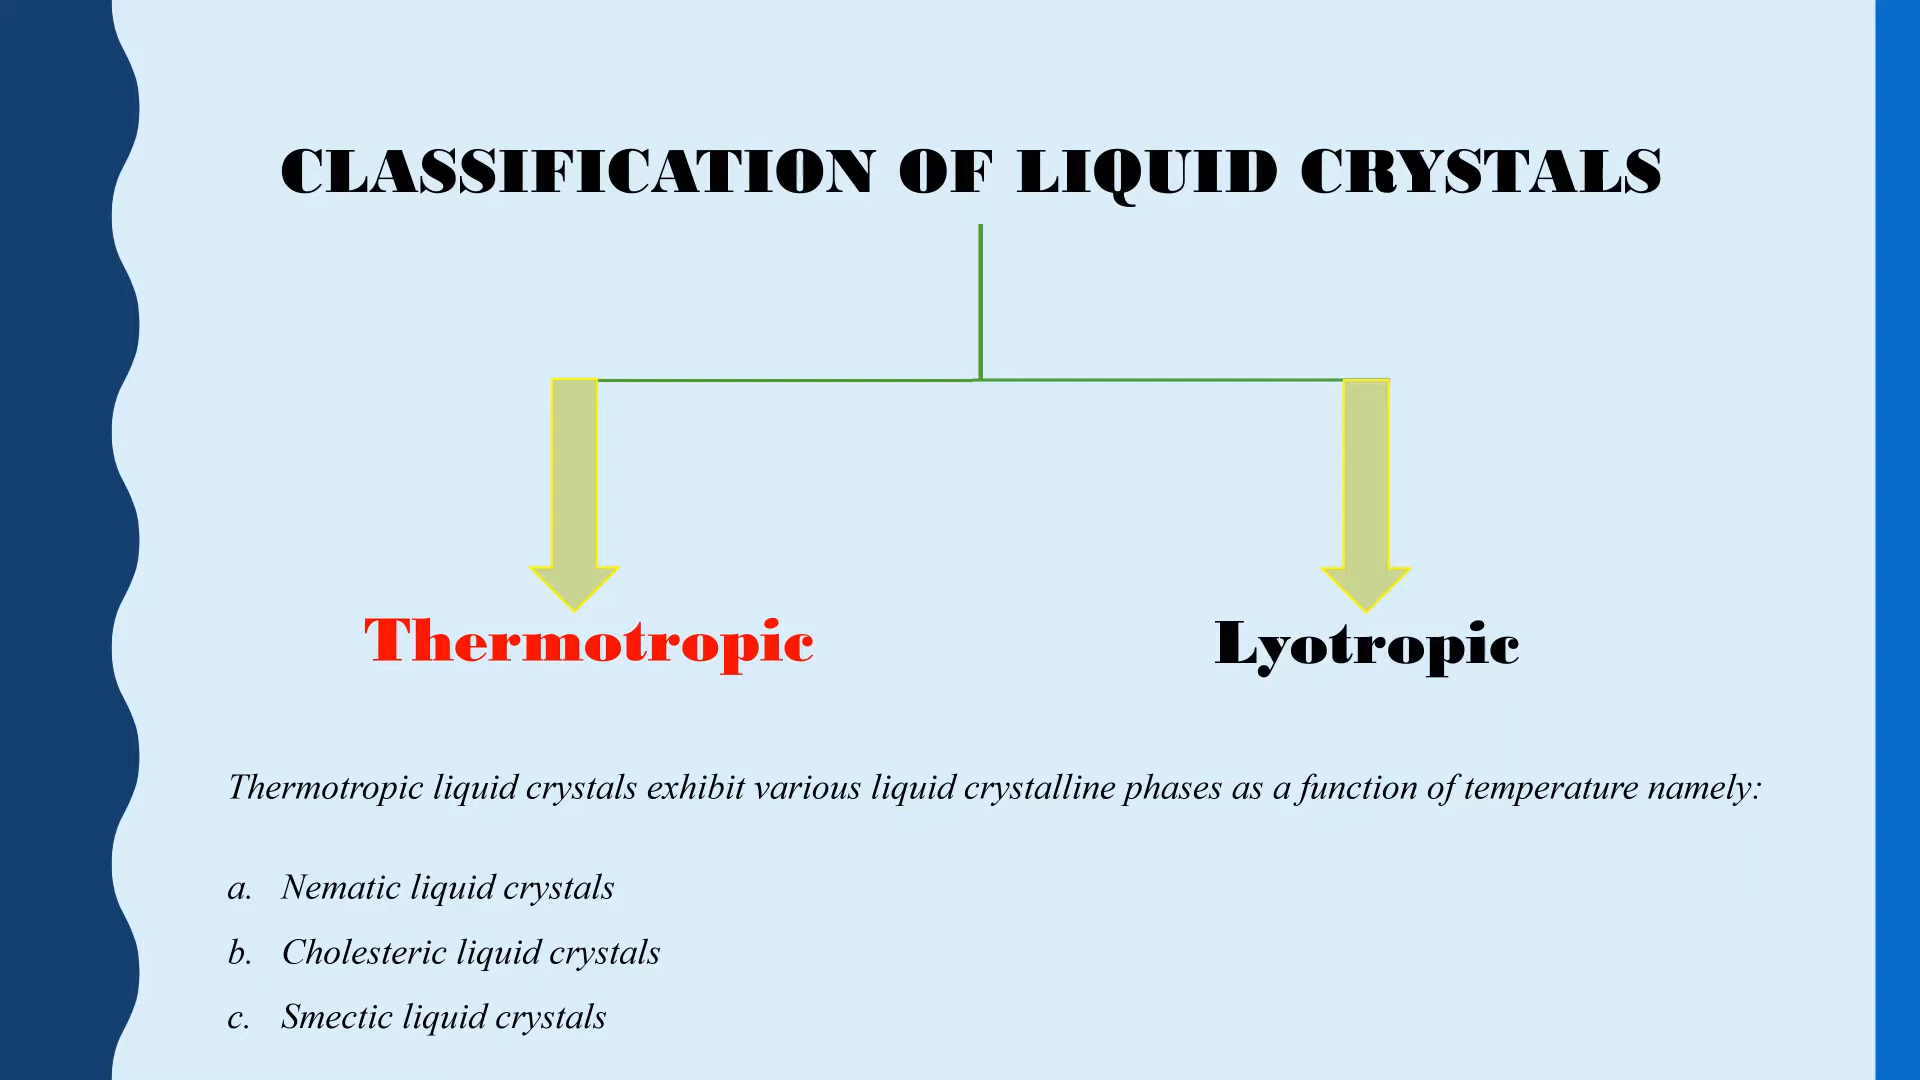 CLASSIFICATION OF LIQUID CRYSTALS
Thermotropic
Lyotropic
Thermotropic liquid crystals exhibit various liquid crystalline phases as a function of temperature namely:
a. Nematic liquid crystals
b. Cholesteric liquid crystals
c. Smectic liquid crystals